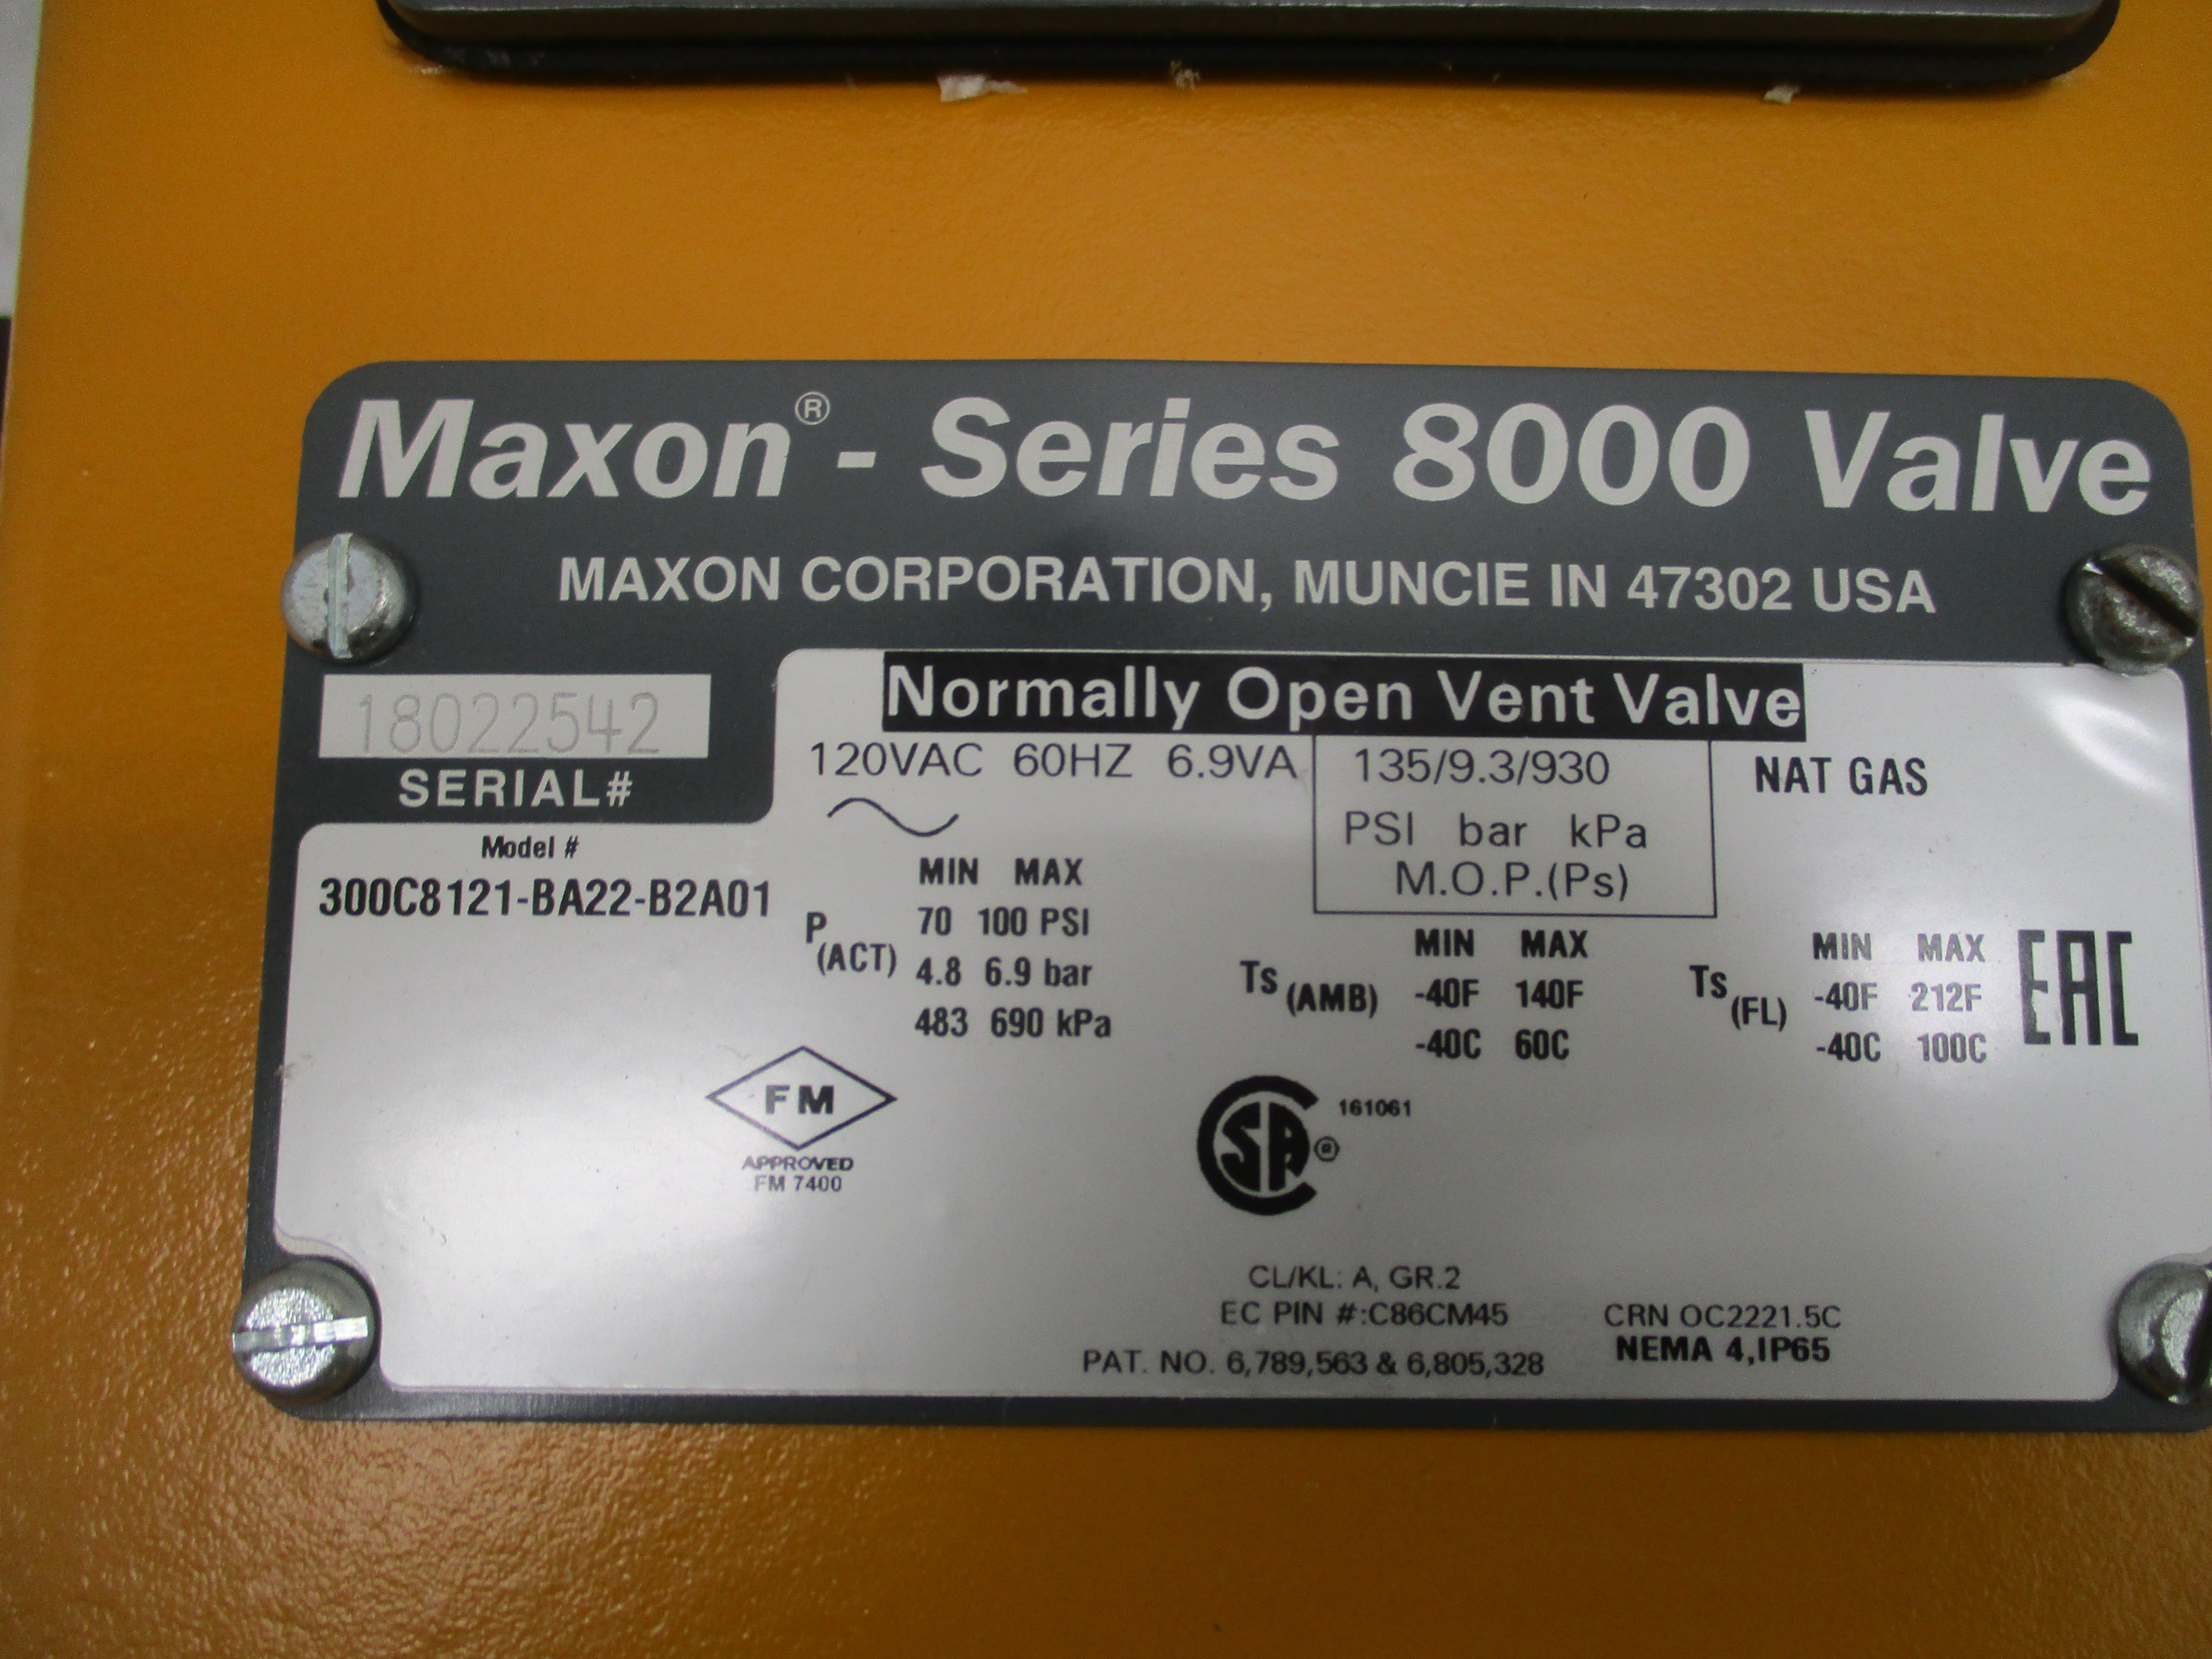 Maxon® - Series 8000 Valve
MAXON CORPORATION, MUNCIE IN 47302 USA
18022542
SERIAL#
Model #
300C8121-BA22-B2A01
Normally Open Vent Valve
120VAC 60HZ 6.9VA
135/9.3/930
PSI bar kPa
M.O.P.(Ps)
NAT GAS
MIN MAX
P(ACT)
70 100 PSI
4.8 6.9 bar
483 690 kPa
Ts(AMB)
MIN MAX
-40F 140F
-40C 60C
Ts(FL)
MIN MAX
-40F 212F
-40C 100C
EAC
FM
APPROVED
FM 7400
SA ®
161061
CL/KL: A, GR.2
EC PIN #:C86CM45
PAT. NO. 6,789,563 & 6,805,328
CRN OC2221.5C
NEMA 4,IP65